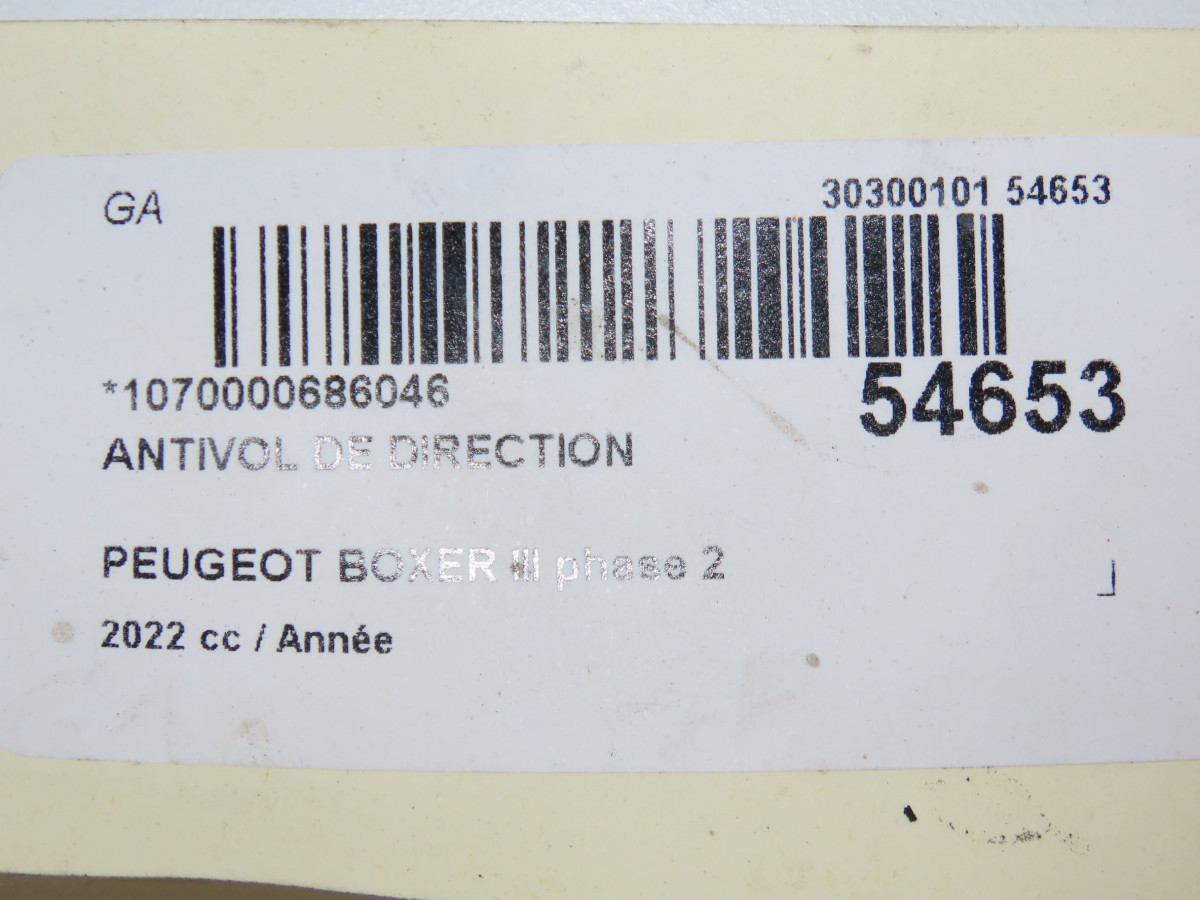 GA
30300101 54653
*1070000686046
54653
ANTIVOL DE DIRECTION
PEUGEOT BOXER III phase 2
2022 cc / Année